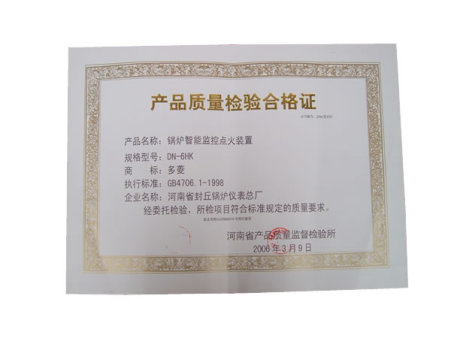 产品质量检验合格证
产品名称：锅炉智能监控点火装置
规格型号：DN-6HK
商　　标：多菱
执行标准：GB4706.1-1998
企业名称：河南省封丘锅炉仪表总厂
经委托检验，所检项目符合标准规定的质量要求。
河南省产品质量监督检验所
2006年3月9日